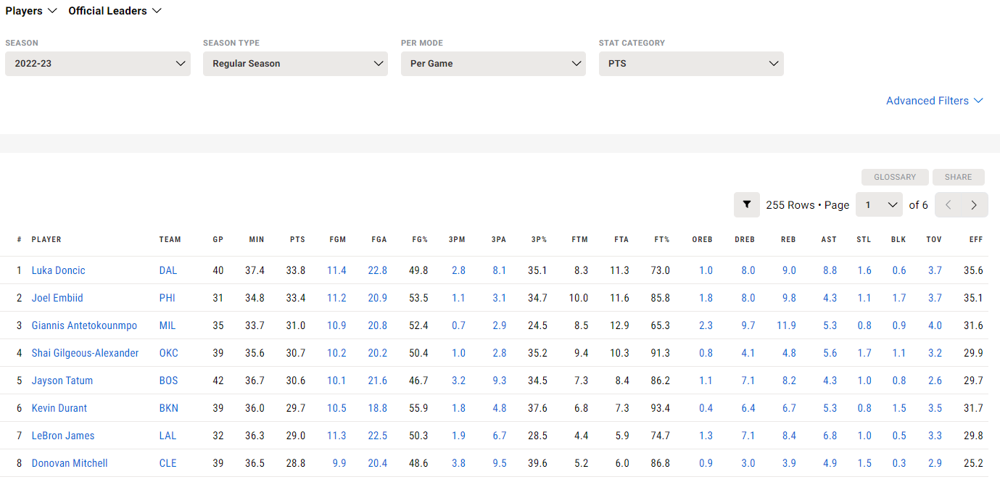 Players Official Leaders
SEASON SEASON TYPE PER MODE STAT CATEGORY
2022-23 Regular Season Per Game PTS
Advanced Filters
GLOSSARY SHARE
255 Rows • Page 1 of 6
# PLAYER TEAM GP MIN PTS FGM FGA FG% 3PM 3PA 3P% FTM FTA FT% OREB DREB REB AST STL BLK TOV EFF
1 Luka Doncic DAL 40 37.4 33.8 11.4 22.8 49.8 2.8 8.1 35.1 8.3 11.3 73.0 1.0 8.0 9.0 8.8 1.6 0.6 3.7 35.6
2 Joel Embiid PHI 31 34.8 33.4 11.2 20.9 53.5 1.1 3.1 34.7 10.0 11.6 85.8 1.8 8.0 9.8 4.3 1.1 1.7 3.7 35.1
3 Giannis Antetokounmpo MIL 35 33.7 31.0 10.9 20.8 52.4 0.7 2.9 24.5 8.5 12.9 65.3 2.3 9.7 11.9 5.3 0.8 0.9 4.0 31.6
4 Shai Gilgeous-Alexander OKC 39 35.6 30.7 10.2 20.2 50.4 1.0 2.8 35.2 9.4 10.3 91.3 0.8 4.1 4.8 5.6 1.7 1.1 3.2 29.9
5 Jayson Tatum BOS 42 36.7 30.6 10.1 21.6 46.7 3.2 9.3 34.5 7.3 8.4 86.2 1.1 7.1 8.2 4.3 1.0 0.8 2.6 29.7
6 Kevin Durant BKN 39 36.0 29.7 10.5 18.8 55.9 1.8 4.8 37.6 6.8 7.3 93.4 0.4 6.4 6.7 5.3 0.8 1.5 3.5 31.7
7 LeBron James LAL 32 36.3 29.0 11.3 22.5 50.3 1.9 6.7 28.5 4.4 5.9 74.7 1.3 7.1 8.4 6.8 1.0 0.5 3.3 29.8
8 Donovan Mitchell CLE 39 36.5 28.8 9.9 20.4 48.6 3.8 9.5 39.6 5.2 6.0 86.8 0.9 3.0 3.9 4.9 1.5 0.3 2.9 25.2